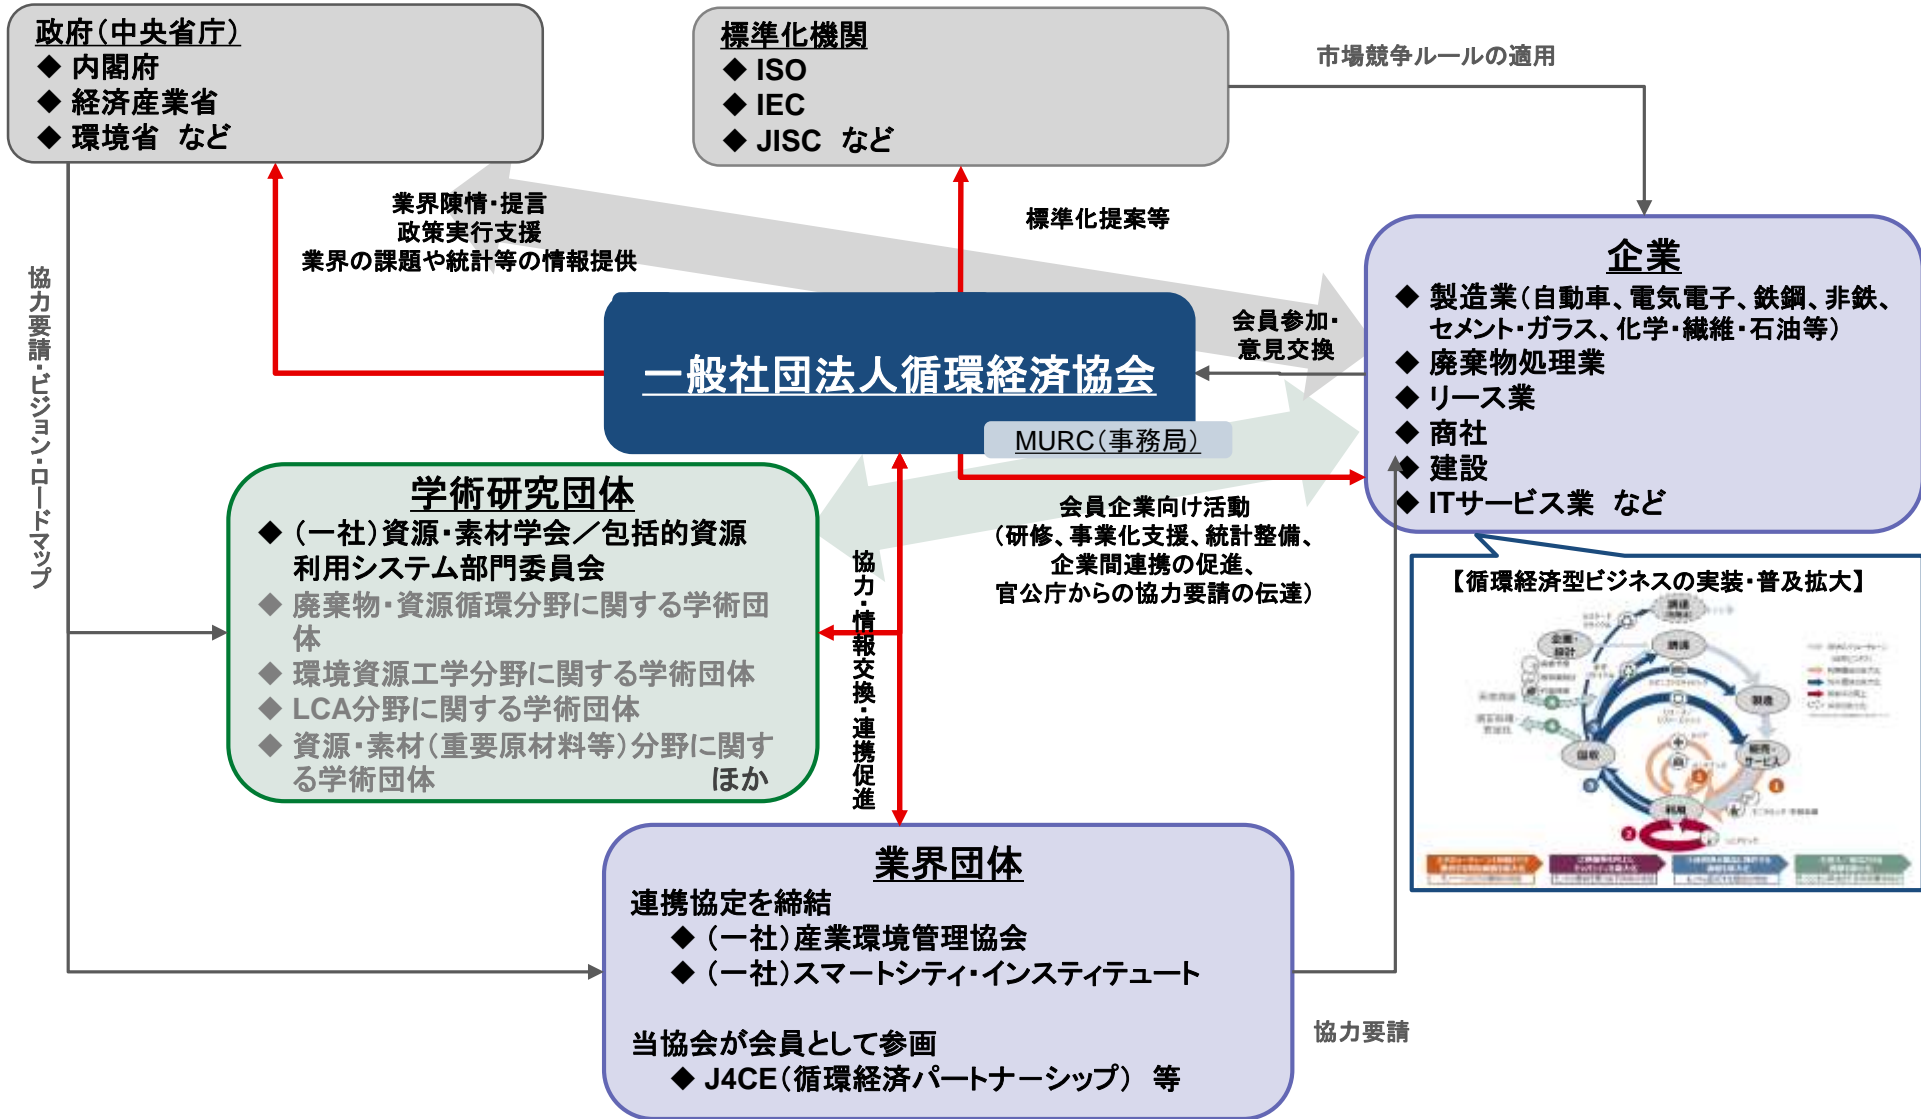 政府（中央省庁）
◆ 内閣府
◆ 経済産業省
◆ 環境省　など
標準化機関
◆ ISO
◆ IEC
◆ JISC　など
市場競争ルールの適用
業界陳情・提言
政策実行支援
業界の課題や統計等の情報提供
標準化提案等
協力要請・ビジョン・ロードマップ
企業
◆ 製造業（自動車、電気電子、鉄鋼、非鉄、
セメント・ガラス、化学・繊維・石油等）
◆ 廃棄物処理業
◆ リース業
◆ 商社
◆ 建設
◆ ITサービス業　など
会員参加・
意見交換
一般社団法人循環経済協会
MURC（事務局）
学術研究団体
◆ （一社）資源・素材学会／包括的資源
利用システム部門委員会
◆ 廃棄物・資源循環分野に関する学術団
体
◆ 環境資源工学分野に関する学術団体
◆ LCA分野に関する学術団体
◆ 資源・素材（重要原材料等）分野に関す
る学術団体　ほか
協力・情報交換・連携促進
会員企業向け活動
（研修、事業化支援、統計整備、
企業間連携の促進、
官公庁からの協力要請の伝達）
【循環経済型ビジネスの実装・普及拡大】
企画・
設計
調達
製造
販売・
サービス
回収
利用
業界団体
連携協定を締結
◆ （一社）産業環境管理協会
◆ （一社）スマートシティ・インスティテュート
当協会が会員として参画
◆ J4CE（循環経済パートナーシップ）　等
協力要請